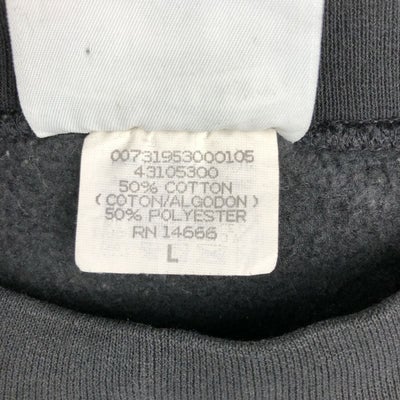 00731953000105
43105300
50% COTTON
(COTON/ALGODON)
50% POLYESTER
RN 14666
L